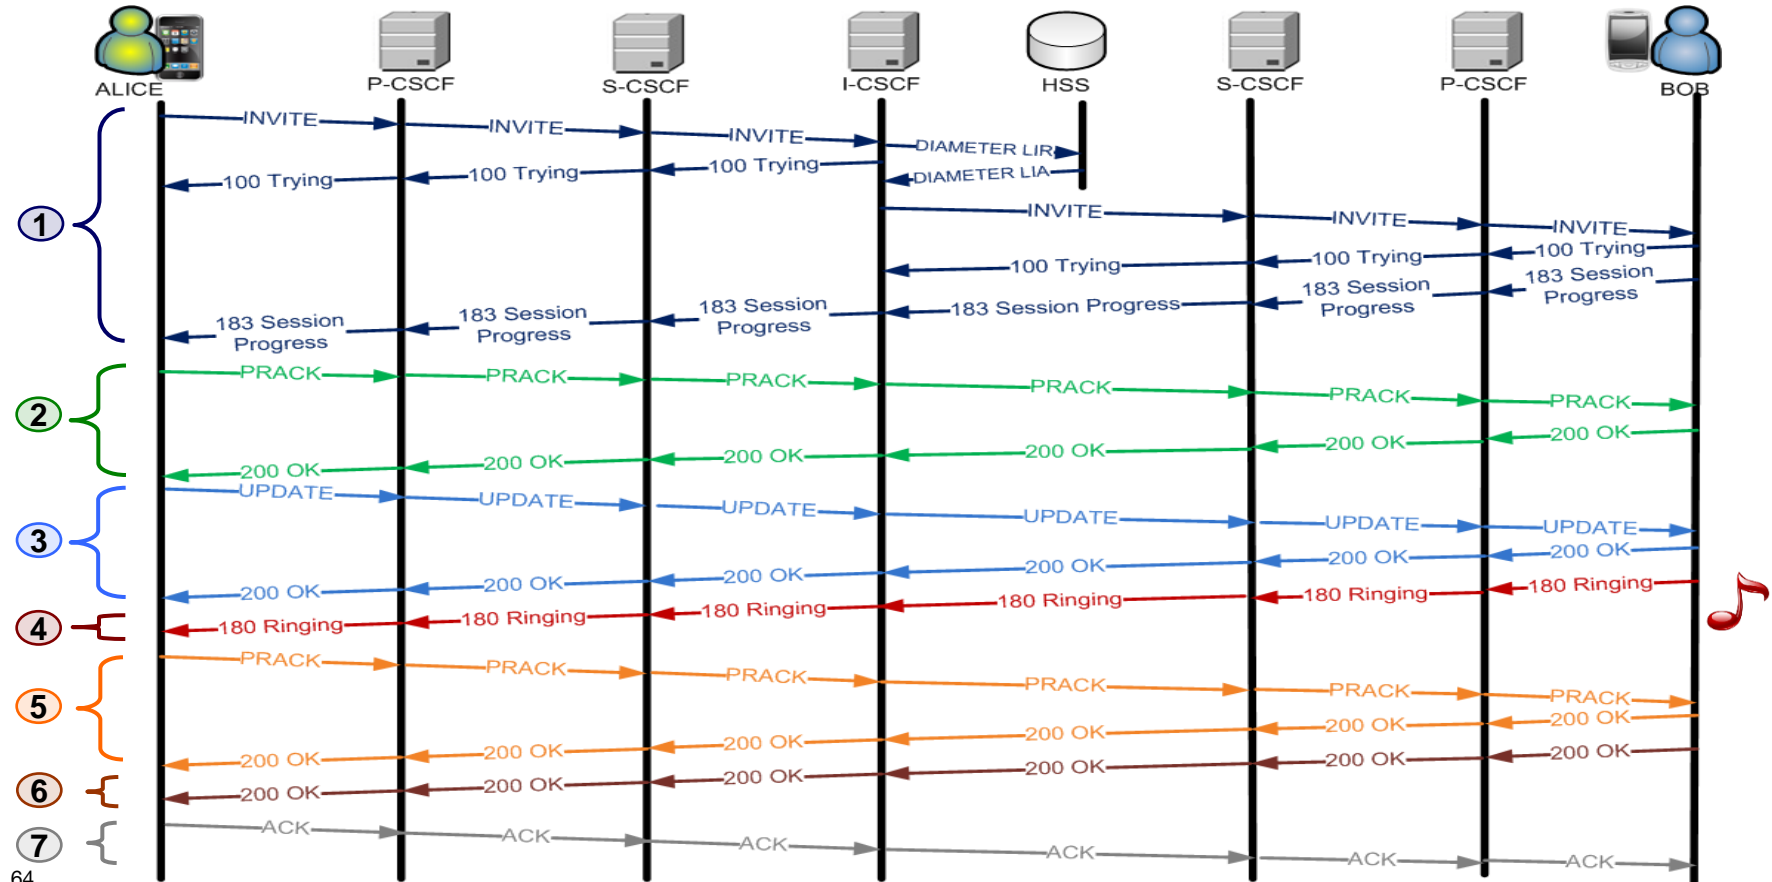 ALICE
P-CSCF
S-CSCF
I-CSCF
HSS
S-CSCF
P-CSCF
BOB
1
INVITE
INVITE
INVITE
DIAMETER LIR
100 Trying
100 Trying
100 Trying
DIAMETER LIA
INVITE
INVITE
INVITE
100 Trying
100 Trying
100 Trying
183 Session
Progress
183 Session
Progress
183 Session Progress
183 Session
Progress
183 Session
Progress
183 Session
Progress
2
PRACK
PRACK
PRACK
PRACK
PRACK
PRACK
200 OK
200 OK
200 OK
200 OK
200 OK
200 OK
3
UPDATE
UPDATE
UPDATE
UPDATE
UPDATE
UPDATE
200 OK
200 OK
200 OK
200 OK
200 OK
200 OK
4
180 Ringing
180 Ringing
180 Ringing
180 Ringing
180 Ringing
180 Ringing
5
PRACK
PRACK
PRACK
PRACK
PRACK
PRACK
200 OK
200 OK
200 OK
200 OK
200 OK
200 OK
6
200 OK
200 OK
200 OK
200 OK
200 OK
200 OK
7
ACK
ACK
ACK
ACK
ACK
ACK
64